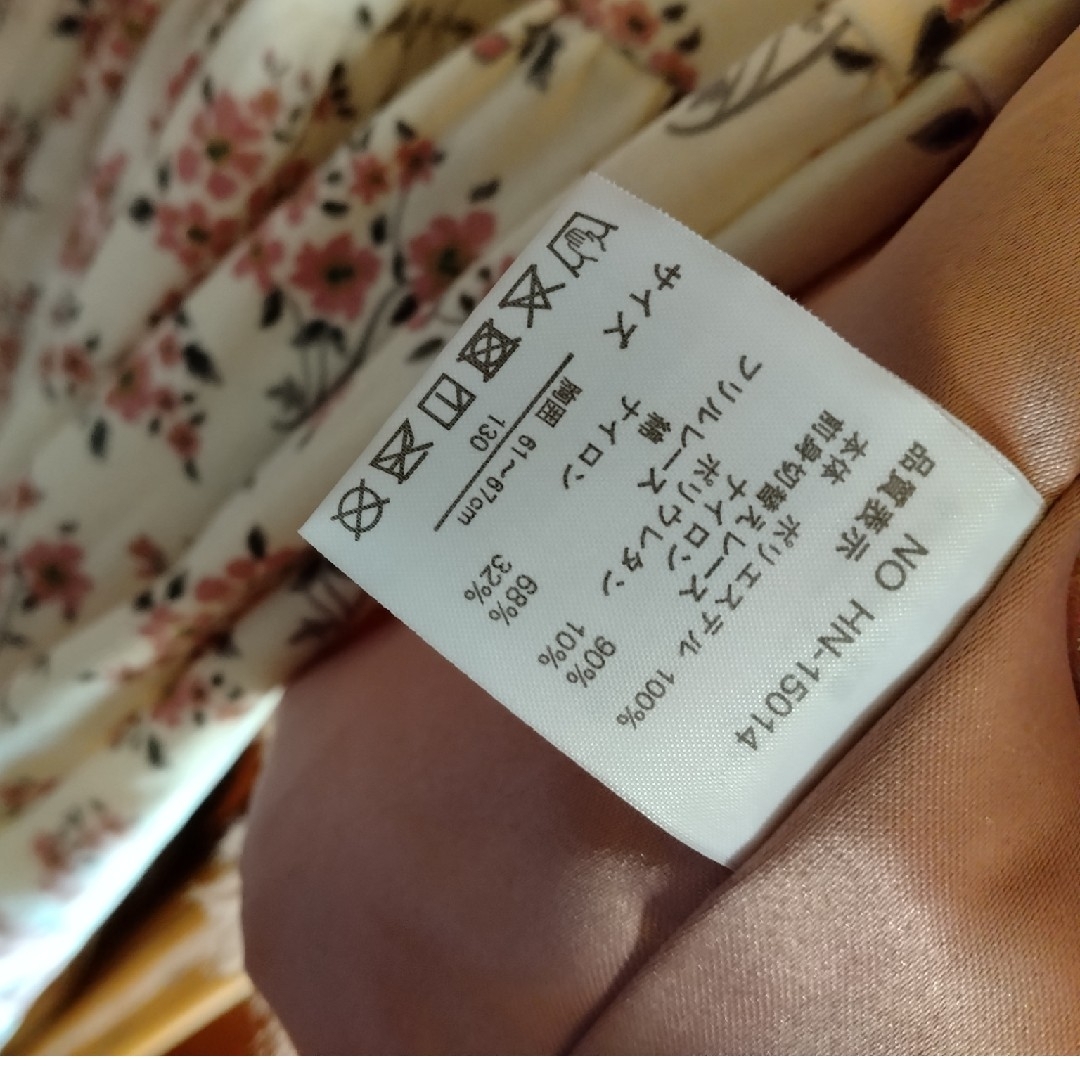 NO HN-15014
品質表示
本体
ポリエステル 100%
前身切替えレース
ナイロン 90%
ポリウレタン 10%
フリルレース
綿 68%
ナイロン 32%
サイズ
胸囲 61~67cm
130